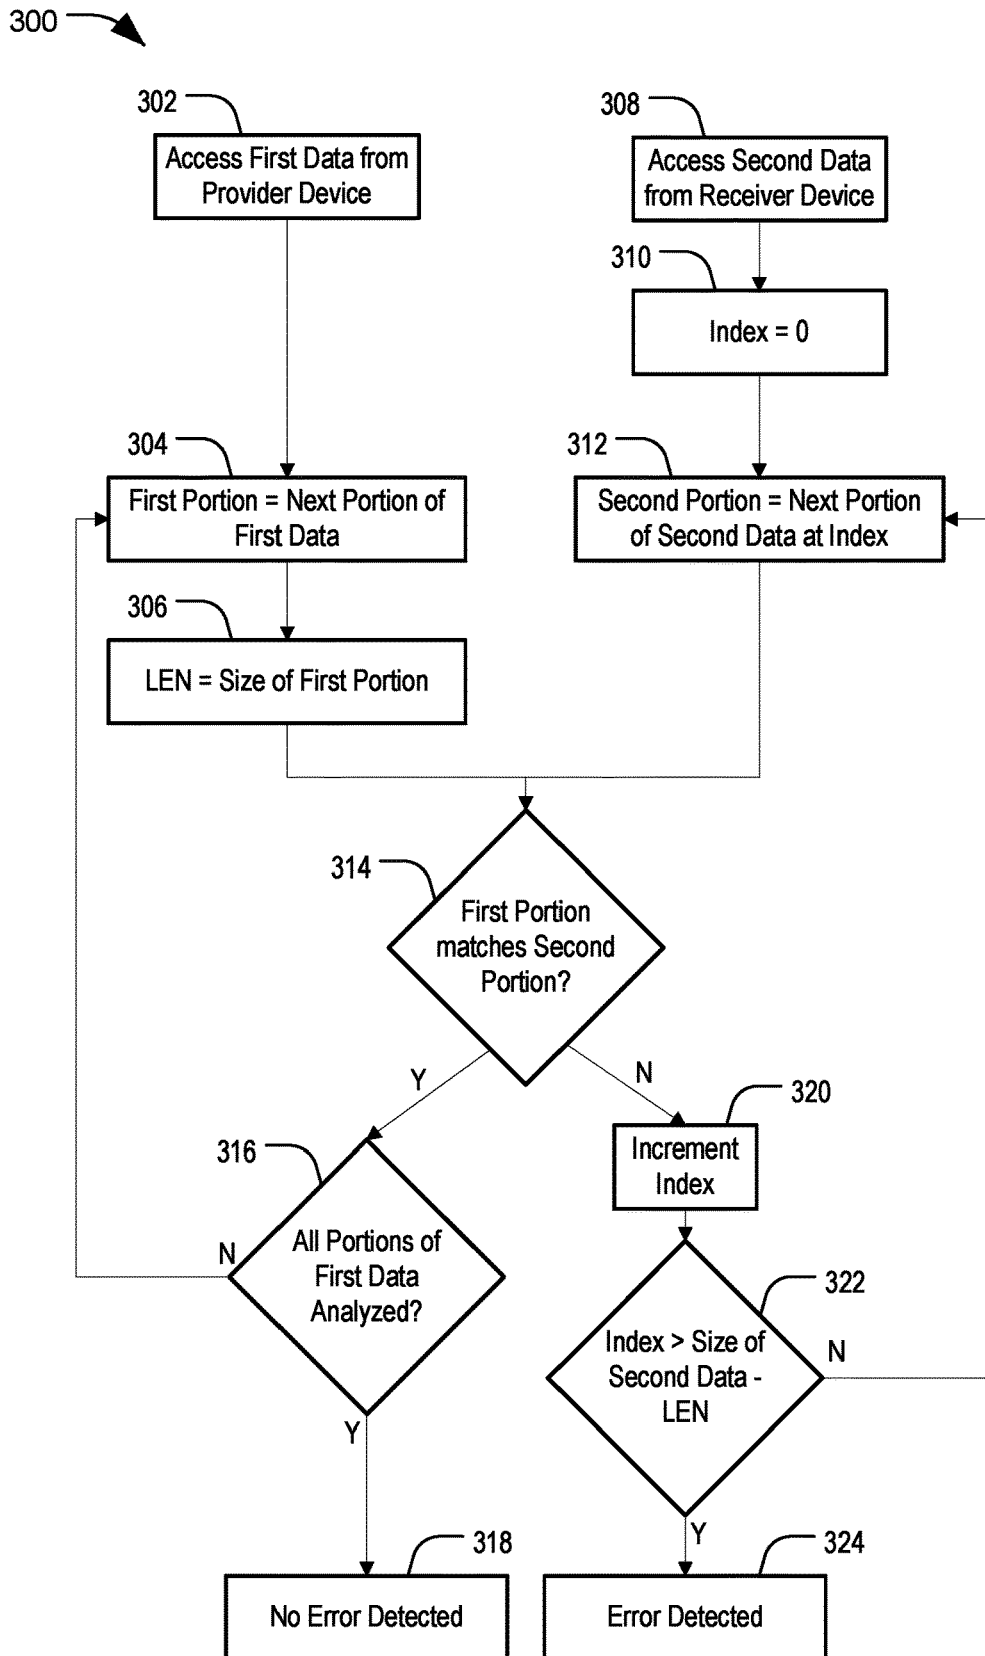 300
302
Access First Data from
Provider Device
308
Access Second Data
from Receiver Device
310
Index = 0
304
First Portion = Next Portion of
First Data
312
Second Portion = Next Portion
of Second Data at Index
306
LEN = Size of First Portion
314
First Portion
matches Second
Portion?
Y
N
316
All Portions of
First Data
Analyzed?
N
Y
320
Increment
Index
322
Index > Size of
Second Data -
LEN
N
Y
318
No Error Detected
324
Error Detected